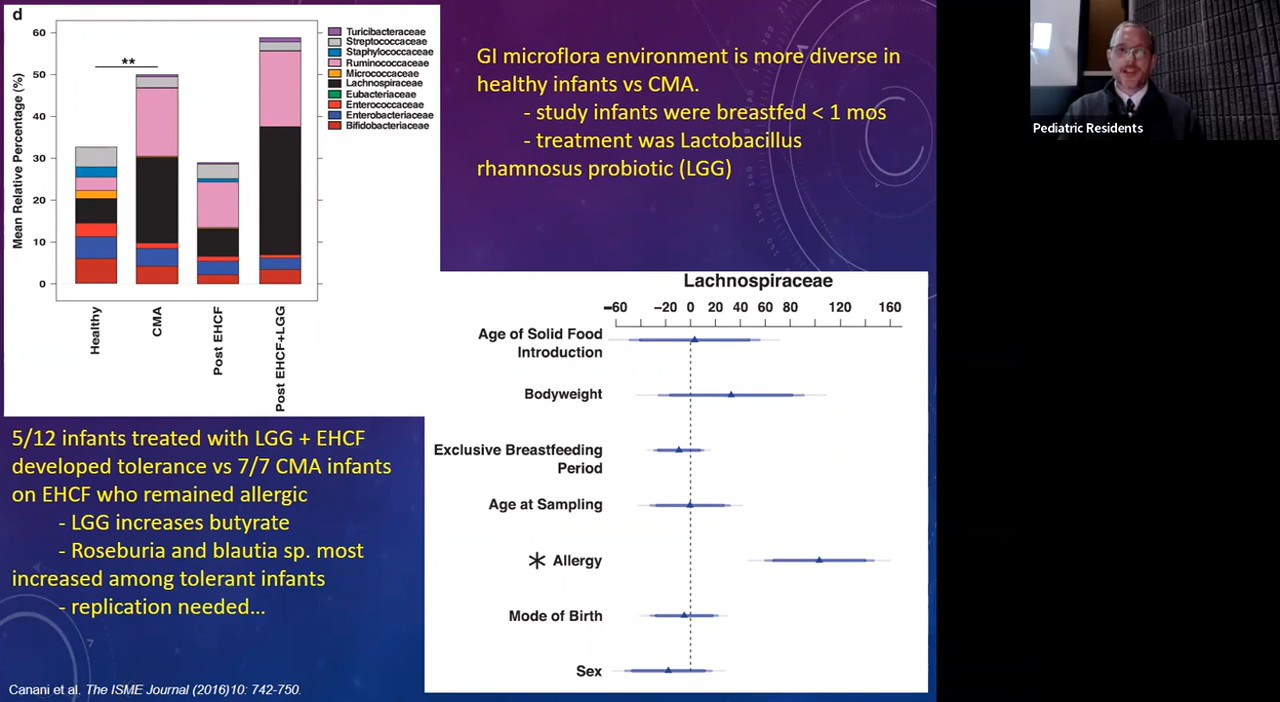 d
Mean Relative Percentage (%)
60
50
40
30
20
10
0
**
Healthy
CMA
Post EHCF
Post EHCF+LGG
Turicibacteraceae
Streptococcaceae
Staphylococcaceae
Ruminococcaceae
Micrococcaceae
Lachnospiraceae
Eubacteriaceae
Enterococcaceae
Enterobacteriaceae
Bifidobacteriaceae
GI microflora environment is more diverse in
healthy infants vs CMA.
- study infants were breastfed < 1 mos
- treatment was Lactobacillus
rhamnosus probiotic (LGG)
Pediatric Residents
Lachnospiraceae
−60 −20 0 20 40 60 80 120 160
Age of Solid Food
Introduction
Bodyweight
Exclusive Breastfeeding
Period
Age at Sampling
* Allergy
Mode of Birth
Sex
5/12 infants treated with LGG + EHCF
developed tolerance vs 7/7 CMA infants
on EHCF who remained allergic
- LGG increases butyrate
- Roseburia and blautia sp. most
increased among tolerant infants
- replication needed…
Canani et al. The ISME Journal (2016)10: 742-750.